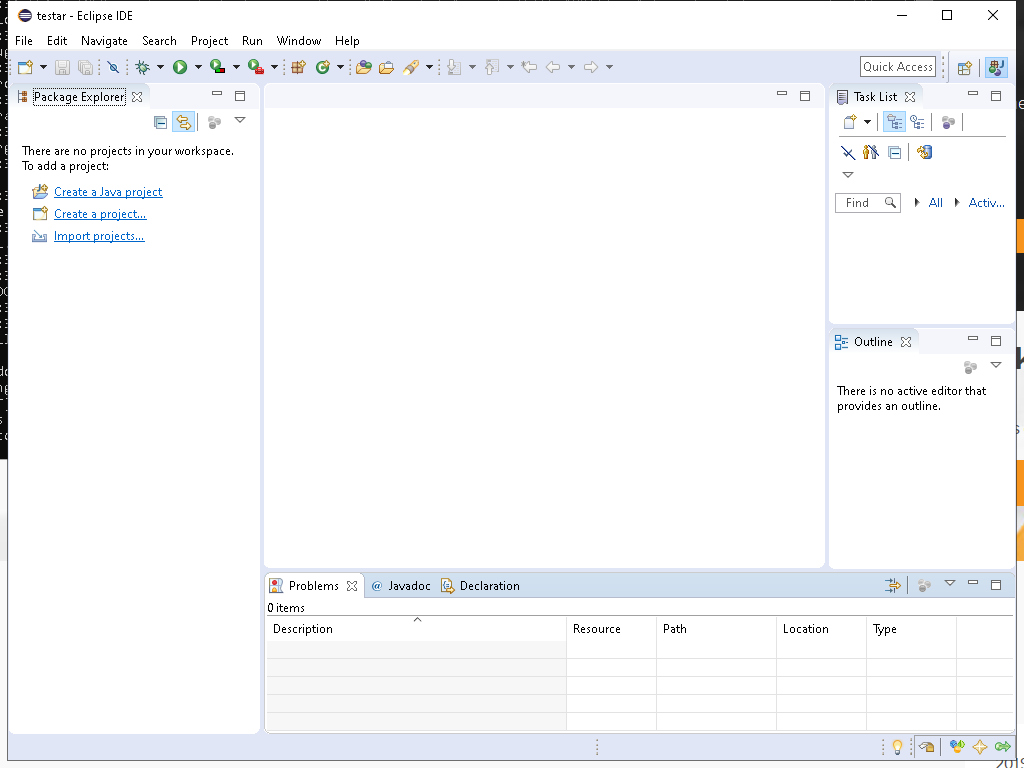 testar - Eclipse IDE
File Edit Navigate Search Project Run Window Help
Quick Access
Package Explorer
There are no projects in your workspace.
To add a project:
Create a Java project
Create a project...
Import projects...
Task List
Find All Activ...
Outline
There is no active editor that
provides an outline.
Problems @ Javadoc Declaration
0 items
Description Resource Path Location Type
2019